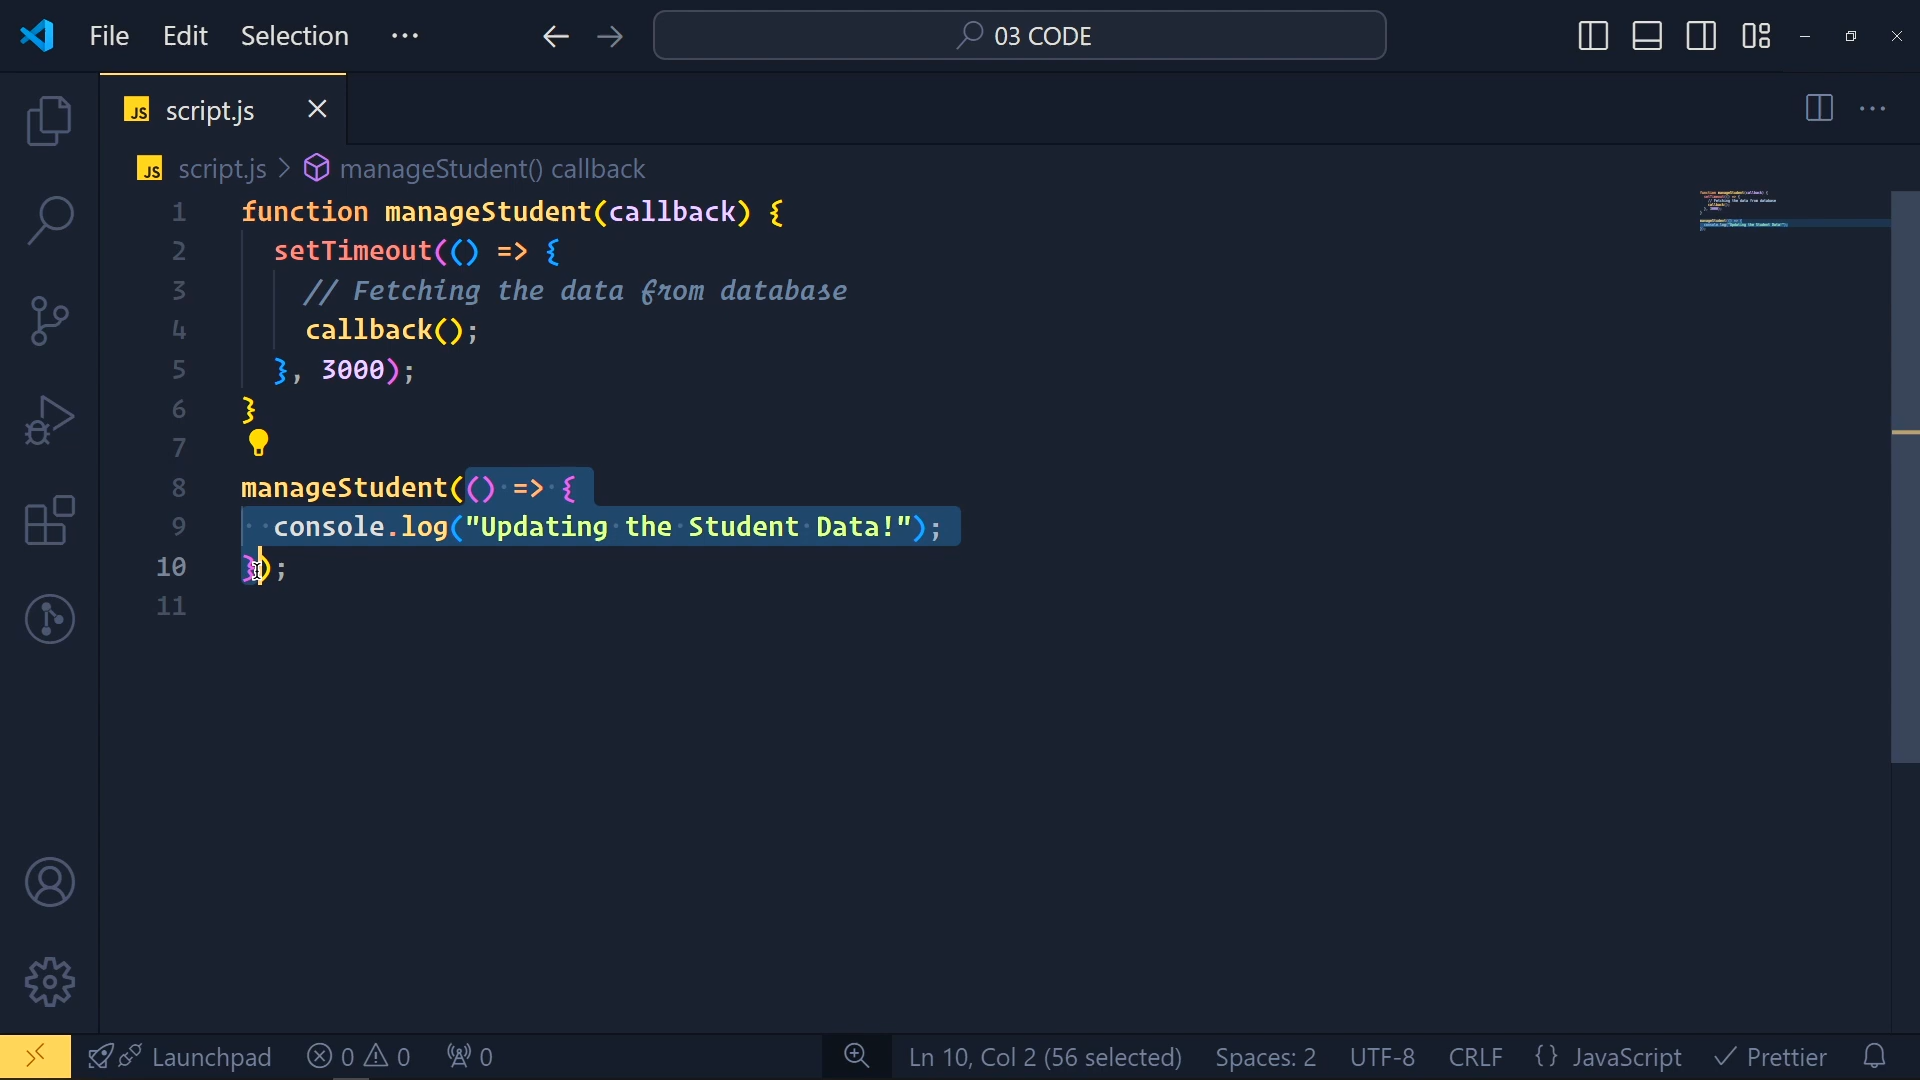 File Edit Selection ··· 03 CODE
JS script.js
JS script.js > manageStudent() callback
1 function manageStudent(callback) {
2 setTimeout(() => {
3 // Fetching the data from database
4 callback();
5 }, 3000);
6 }
7
8 manageStudent(() => {
9 console.log("Updating the Student Data!");
10 });
11
Launchpad 0 0 0 Ln 10, Col 2 (56 selected) Spaces: 2 UTF-8 CRLF {} JavaScript Prettier